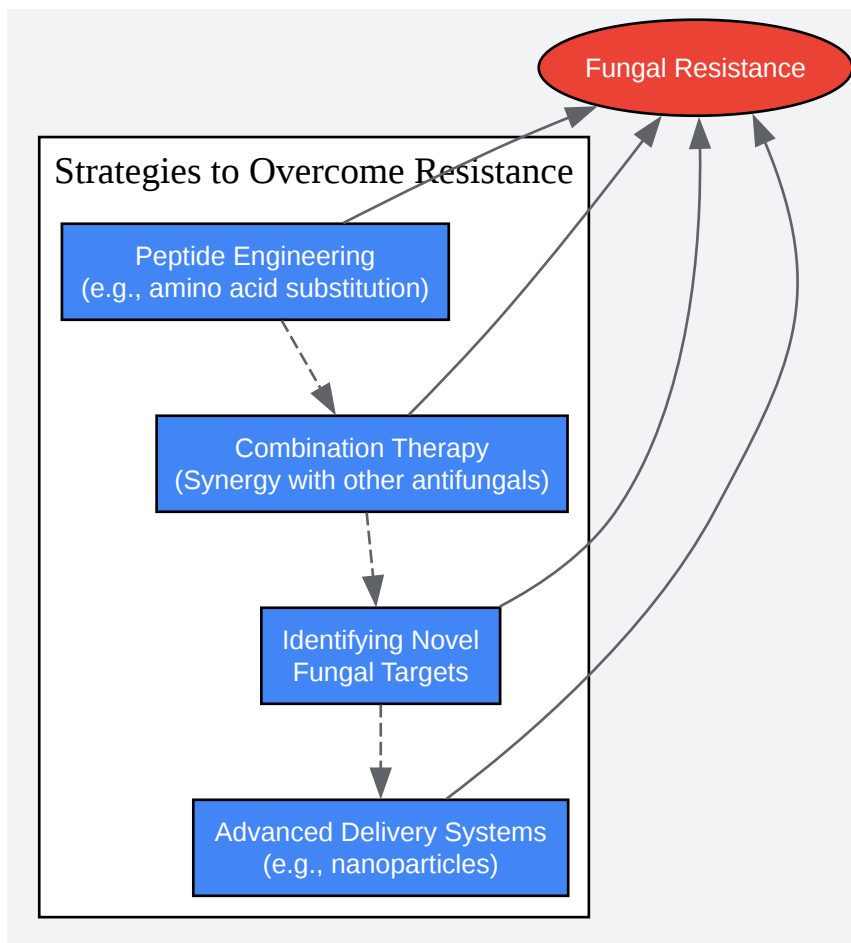 Fungal Resistance
Strategies to Overcome Resistance
Peptide Engineering
(e.g., amino acid substitution)
Combination Therapy
(Synergy with other antifungals)
Identifying Novel
Fungal Targets
Advanced Delivery Systems
(e.g., nanoparticles)